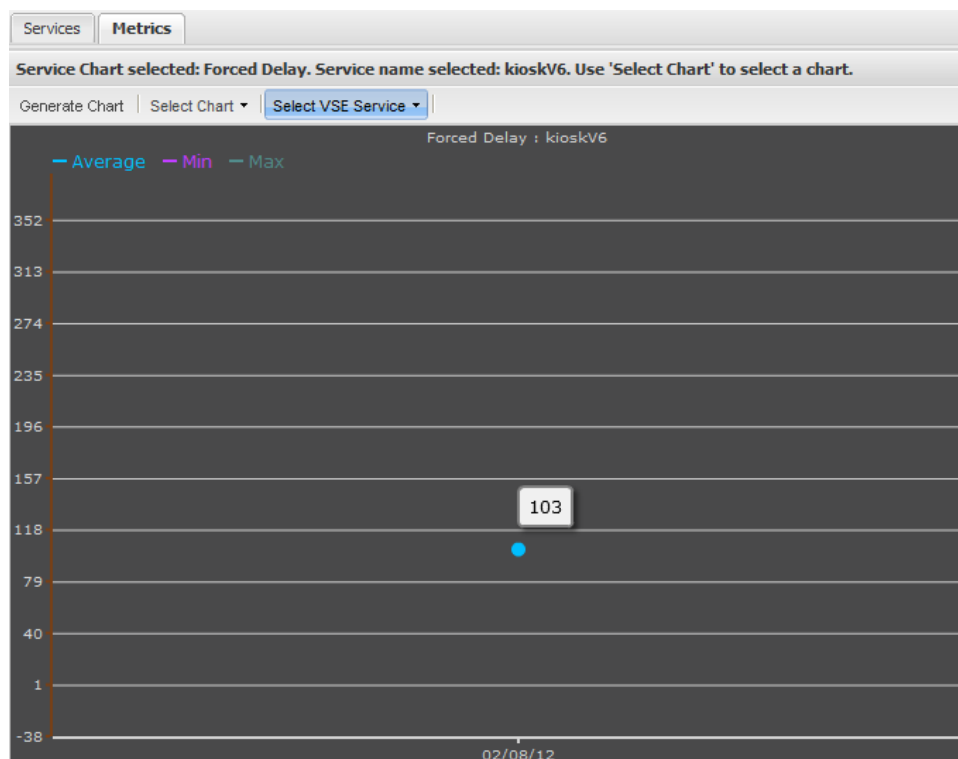 Services Metrics
Service Chart selected: Forced Delay. Service name selected: kioskV6. Use 'Select Chart' to select a chart.
Generate Chart Select Chart Select VSE Service
Forced Delay : kioskV6
Average Min Max
352
313
274
235
196
157
103
118
79
40
1
-38
02/08/12